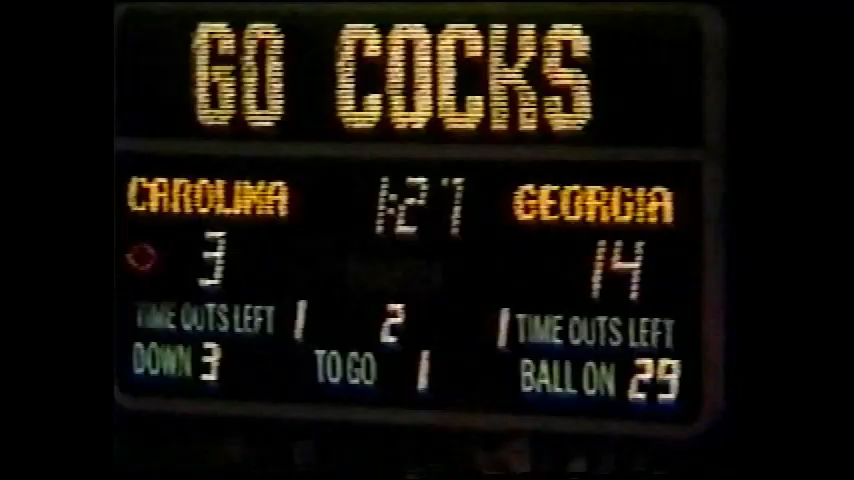 GO COCKS
CAROLINA 1:27 GEORGIA
3 14
TIME OUTS LEFT 1 2 1 TIME OUTS LEFT
DOWN 3 TO GO 1 BALL ON 29